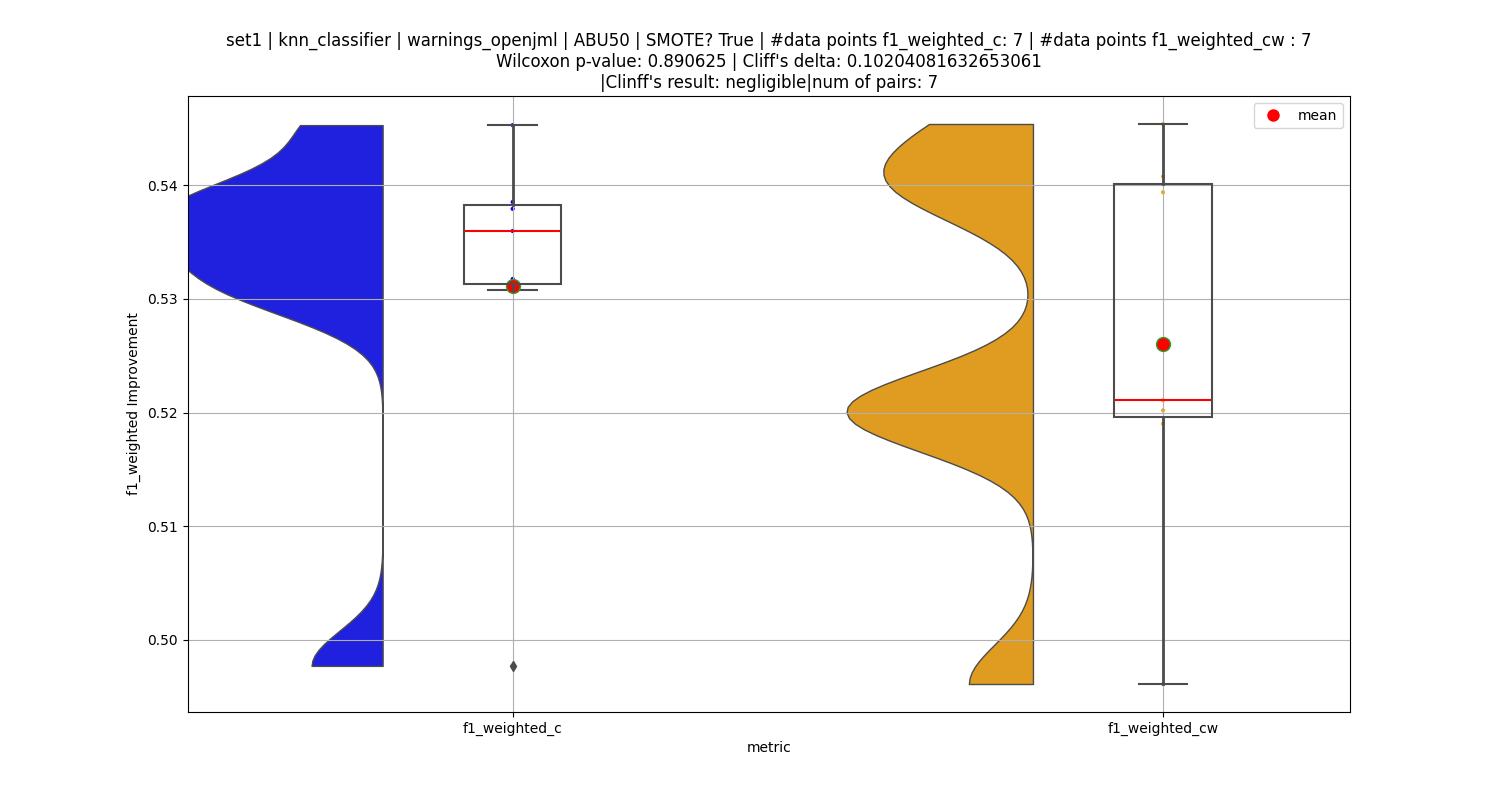 set1 | knn_classifier | warnings_openjml | ABU50 | SMOTE? True | #data points f1_weighted_c: 7 | #data points f1_weighted_cw : 7
Wilcoxon p-value: 0.890625 | Cliff's delta: 0.10204081632653061
|Clinff's result: negligible|num of pairs: 7
mean
0.54
0.53
0.52
0.51
0.50
f1_weighted Improvement
f1_weighted_c
f1_weighted_cw
metric